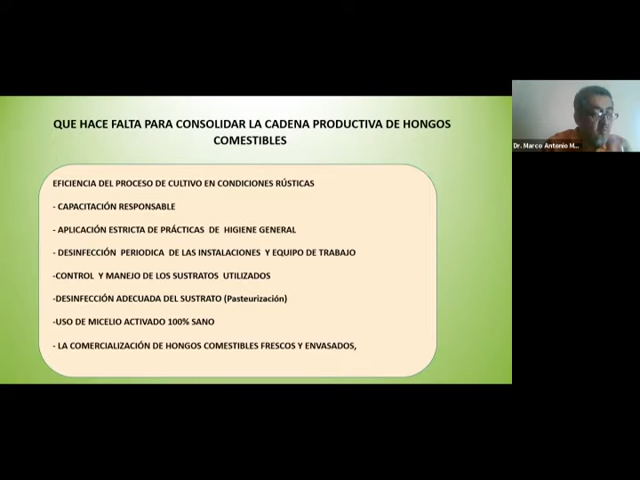 QUE HACE FALTA PARA CONSOLIDAR LA CADENA PRODUCTIVA DE HONGOS
COMESTIBLES
Dr. Marco Antonio M...
EFICIENCIA DEL PROCESO DE CULTIVO EN CONDICIONES RÚSTICAS
- CAPACITACIÓN RESPONSABLE
- APLICACIÓN ESTRICTA DE PRÁCTICAS DE HIGIENE GENERAL
- DESINFECCIÓN PERIODICA DE LAS INSTALACIONES Y EQUIPO DE TRABAJO
-CONTROL Y MANEJO DE LOS SUSTRATOS UTILIZADOS
-DESINFECCIÓN ADECUADA DEL SUSTRATO (Pasteurización)
-USO DE MICELIO ACTIVADO 100% SANO
- LA COMERCIALIZACIÓN DE HONGOS COMESTIBLES FRESCOS Y ENVASADOS,